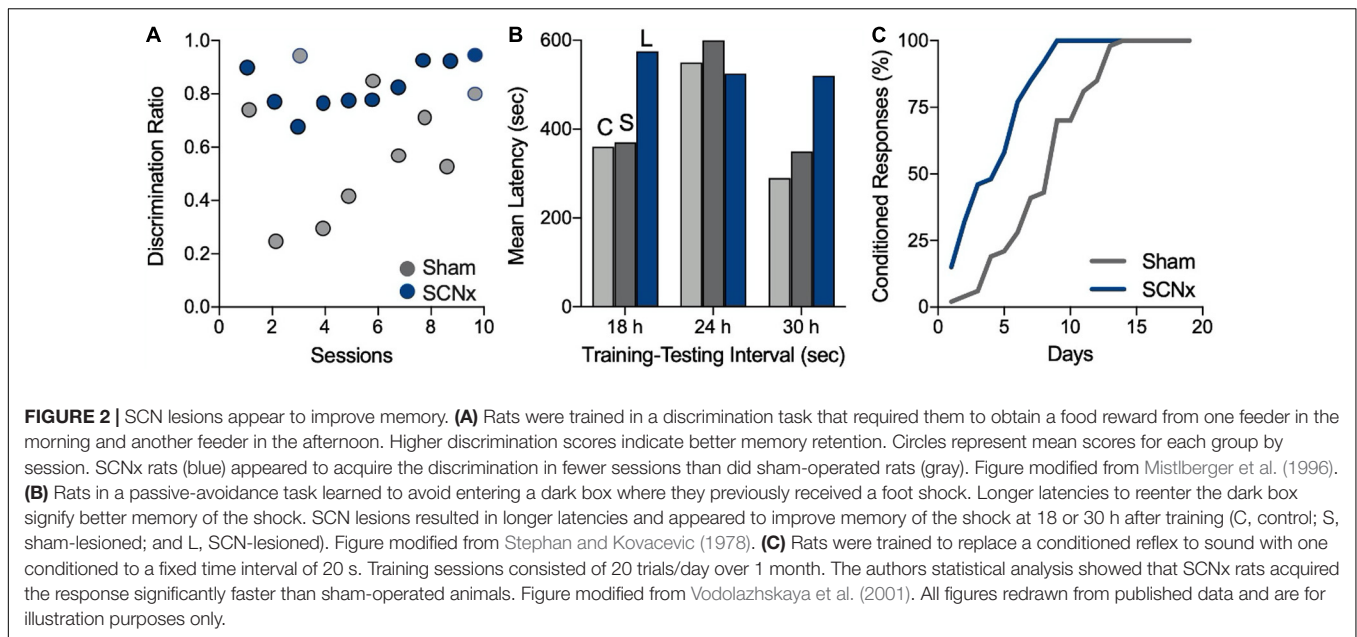 A
Discrimination Ratio
1.0
0.8
0.6
0.4
0.2
0.0
0 2 4 6 8 10
Sessions
Sham
SCNx
B
Mean Latency (sec)
600
400
200
0
C S L
18 h 24 h 30 h
Training-Testing Interval (sec)
C
Conditioned Responses (%)
100
75
50
25
0
0 5 10 15 20
Days
Sham
SCNx
FIGURE 2 | SCN lesions appear to improve memory. (A) Rats were trained in a discrimination task that required them to obtain a food reward from one feeder in the
morning and another feeder in the afternoon. Higher discrimination scores indicate better memory retention. Circles represent mean scores for each group by
session. SCNx rats (blue) appeared to acquire the discrimination in fewer sessions than did sham-operated rats (gray). Figure modified from Mistlberger et al. (1996).
(B) Rats in a passive-avoidance task learned to avoid entering a dark box where they previously received a foot shock. Longer latencies to reenter the dark box
signify better memory of the shock. SCN lesions resulted in longer latencies and appeared to improve memory of the shock at 18 or 30 h after training (C, control; S,
sham-lesioned; and L, SCN-lesioned). Figure modified from Stephan and Kovacevic (1978). (C) Rats were trained to replace a conditioned reflex to sound with one
conditioned to a fixed time interval of 20 s. Training sessions consisted of 20 trials/day over 1 month. The authors statistical analysis showed that SCNx rats acquired
the response significantly faster than sham-operated animals. Figure modified from Vodolazhskaya et al. (2001). All figures redrawn from published data and are for
illustration purposes only.